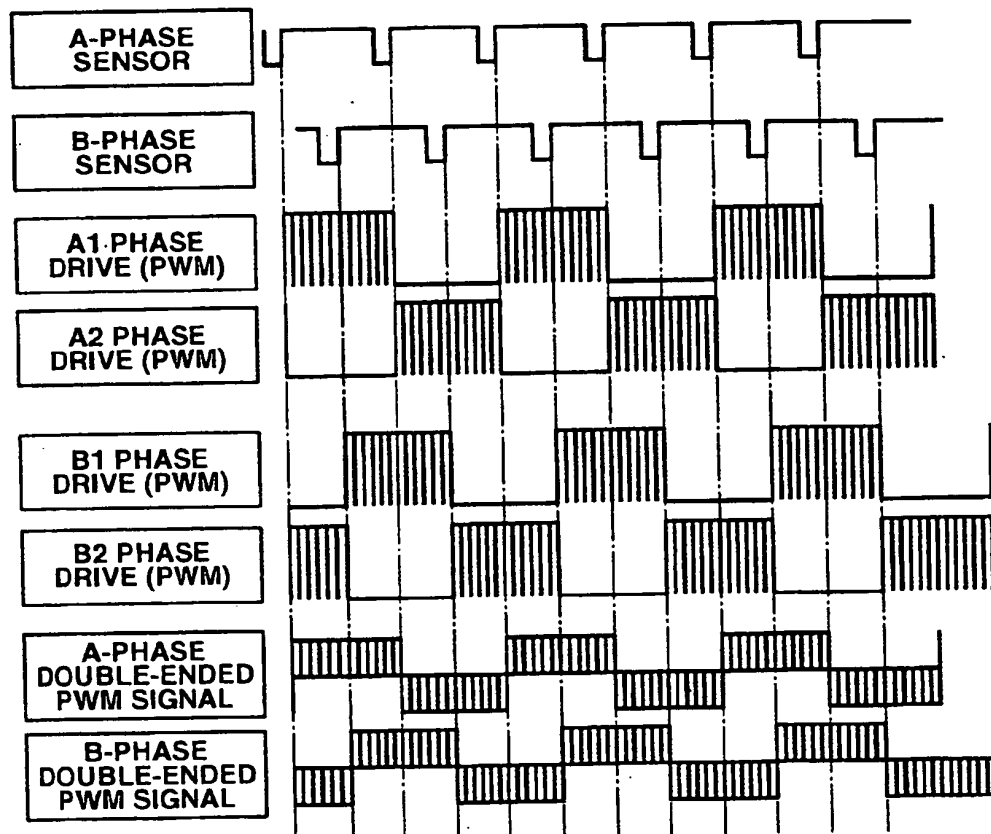 A-PHASE
SENSOR
B-PHASE
SENSOR
A1 PHASE
DRIVE (PWM)
A2 PHASE
DRIVE (PWM)
B1 PHASE
DRIVE (PWM)
B2 PHASE
DRIVE (PWM)
A-PHASE
DOUBLE-ENDED
PWM SIGNAL
B-PHASE
DOUBLE-ENDED
PWM SIGNAL